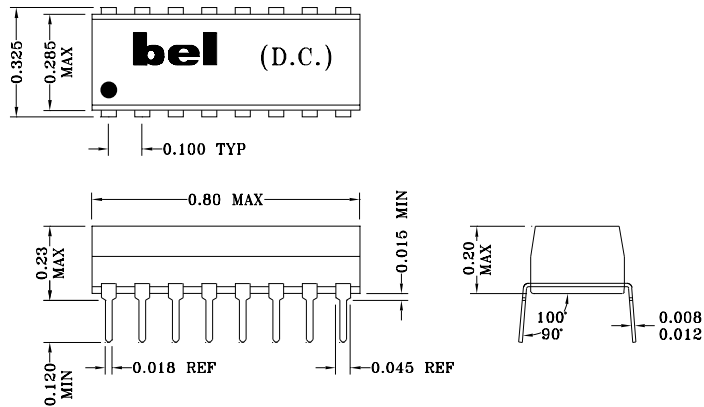 bel (D.C.)
0.325
0.285
MAX
0.100 TYP
0.80 MAX
0.015 MIN
0.23
MAX
0.20
MAX
100°
90°
0.008
0.012
0.120
MIN
0.018 REF
0.045 REF